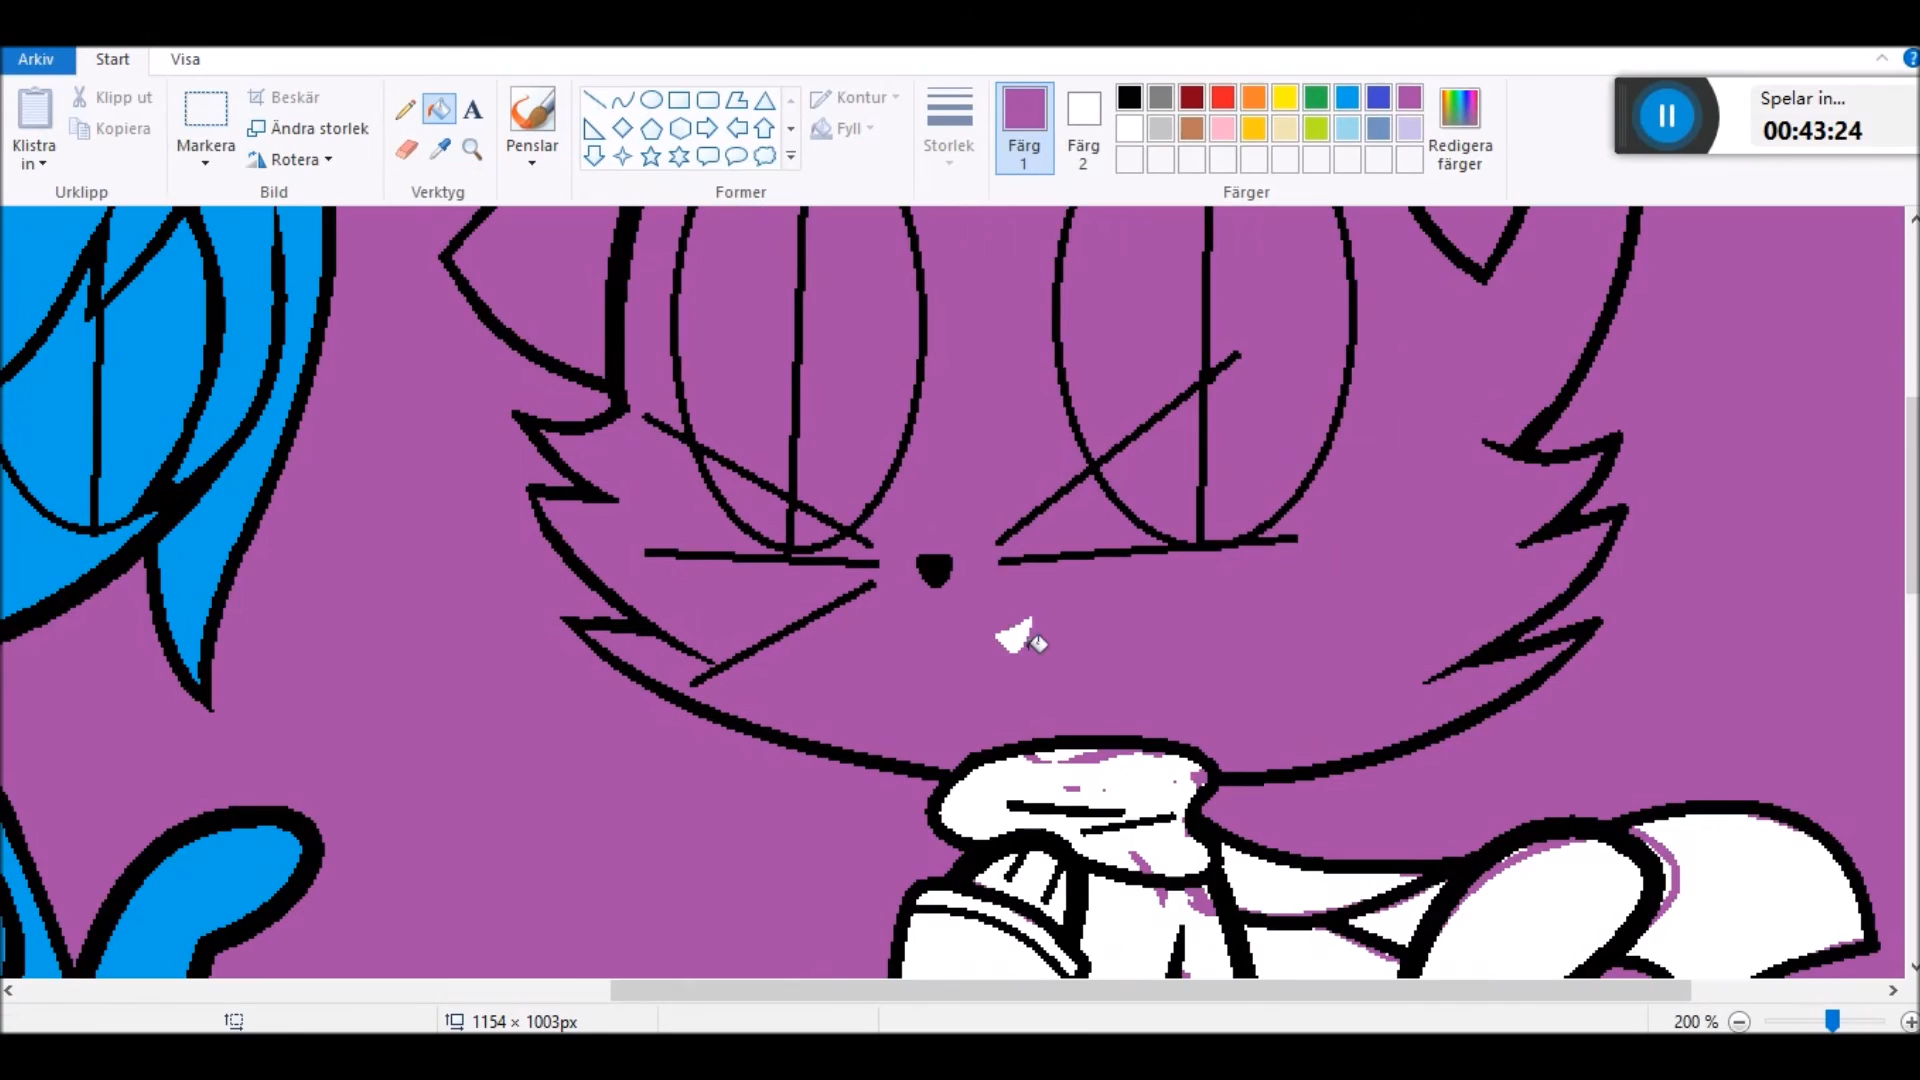 Arkiv Start Visa
Klistra in
Klipp ut
Kopiera
Urklipp
Markera
Beskär
Ändra storlek
Rotera
Bild
A
Verktyg
Penslar
Former
Kontur
Fyll
Storlek
Färg 1
Färg 2
Färger
Redigera färger
Spelar in...
00:43:24
?
1154 × 1003px
200 %